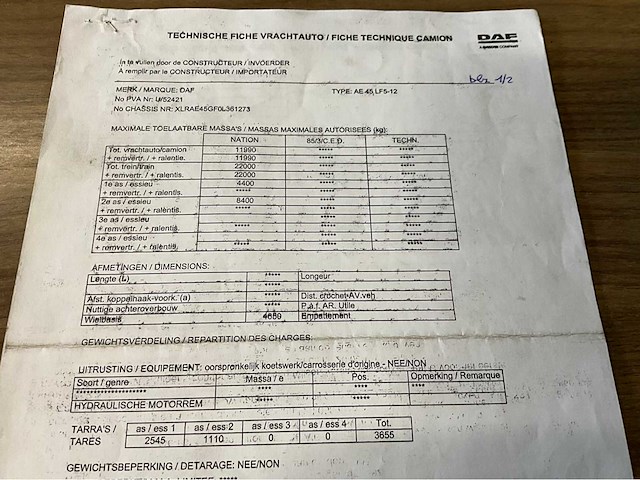 TECHNISCHE FICHE VRACHTAUTO / FICHE TECHNIQUE CAMION
DAF
A PACCAR COMPANY
In te vullen door de CONSTRUCTEUR / INVOERDER
A remplir par le CONSTRUCTEUR / IMPORTATEUR
blz 1/2
MERK / MARQUE: DAF TYPE: AE 45 LF5-12
No PVA Nr: U/52421
No CHASSIS NR: XLRAE45GF0L361273
MAXIMALE TOELAATBARE MASSA'S / MASSAS MAXIMALES AUTORISEES (kg):
NATION 85/3/C.E.D. TECHN.
Tot. vrachtauto/camion 11990 ***** *****
+ remvertr. / + ralentis. 11990 ***** *****
Tot. trein/train 22000 ***** *****
+ remvertr. / + ralentis. 22000 ***** *****
1e as / essieu 4400 ***** *****
+ remvertr. / + ralentis. ***** ***** *****
2e as / essieu 8400 ***** *****
+ remvertr. / + ralentis. ***** ***** *****
3e as / essieu
+ remvertr. / + ralentis. ***** ***** *****
4e as / essieu
+ remvertr. / + ralentis. ***** ***** *****
AFMETINGEN / DIMENSIONS:
Lengte (L) ***** Longeur
Afst. koppelhaak-voork. (a) ***** Dist. crochet-AV.veh
Nuttige achteroverbouw ***** P.a.f. AR. Utile
Wielbasis 4650 Empattement
GEWICHTSVERDELING / REPARTITION DES CHARGES:
UITRUSTING / EQUIPEMENT: oorspronkelijk koetswerk/carrosserie d'origine - NEE/NON
Soort / genre Massa / e Pos. Opmerking / Remarque
******************** **** **** ****
HYDRAULISCHE MOTORREM ***** *****
TARRA'S / TARES
as / ess 1 as / ess 2 as / ess 3 as / ess 4 Tot.
2545 1110 0 0 3655
GEWICHTSBEPERKING / DETARAGE: NEE/NON